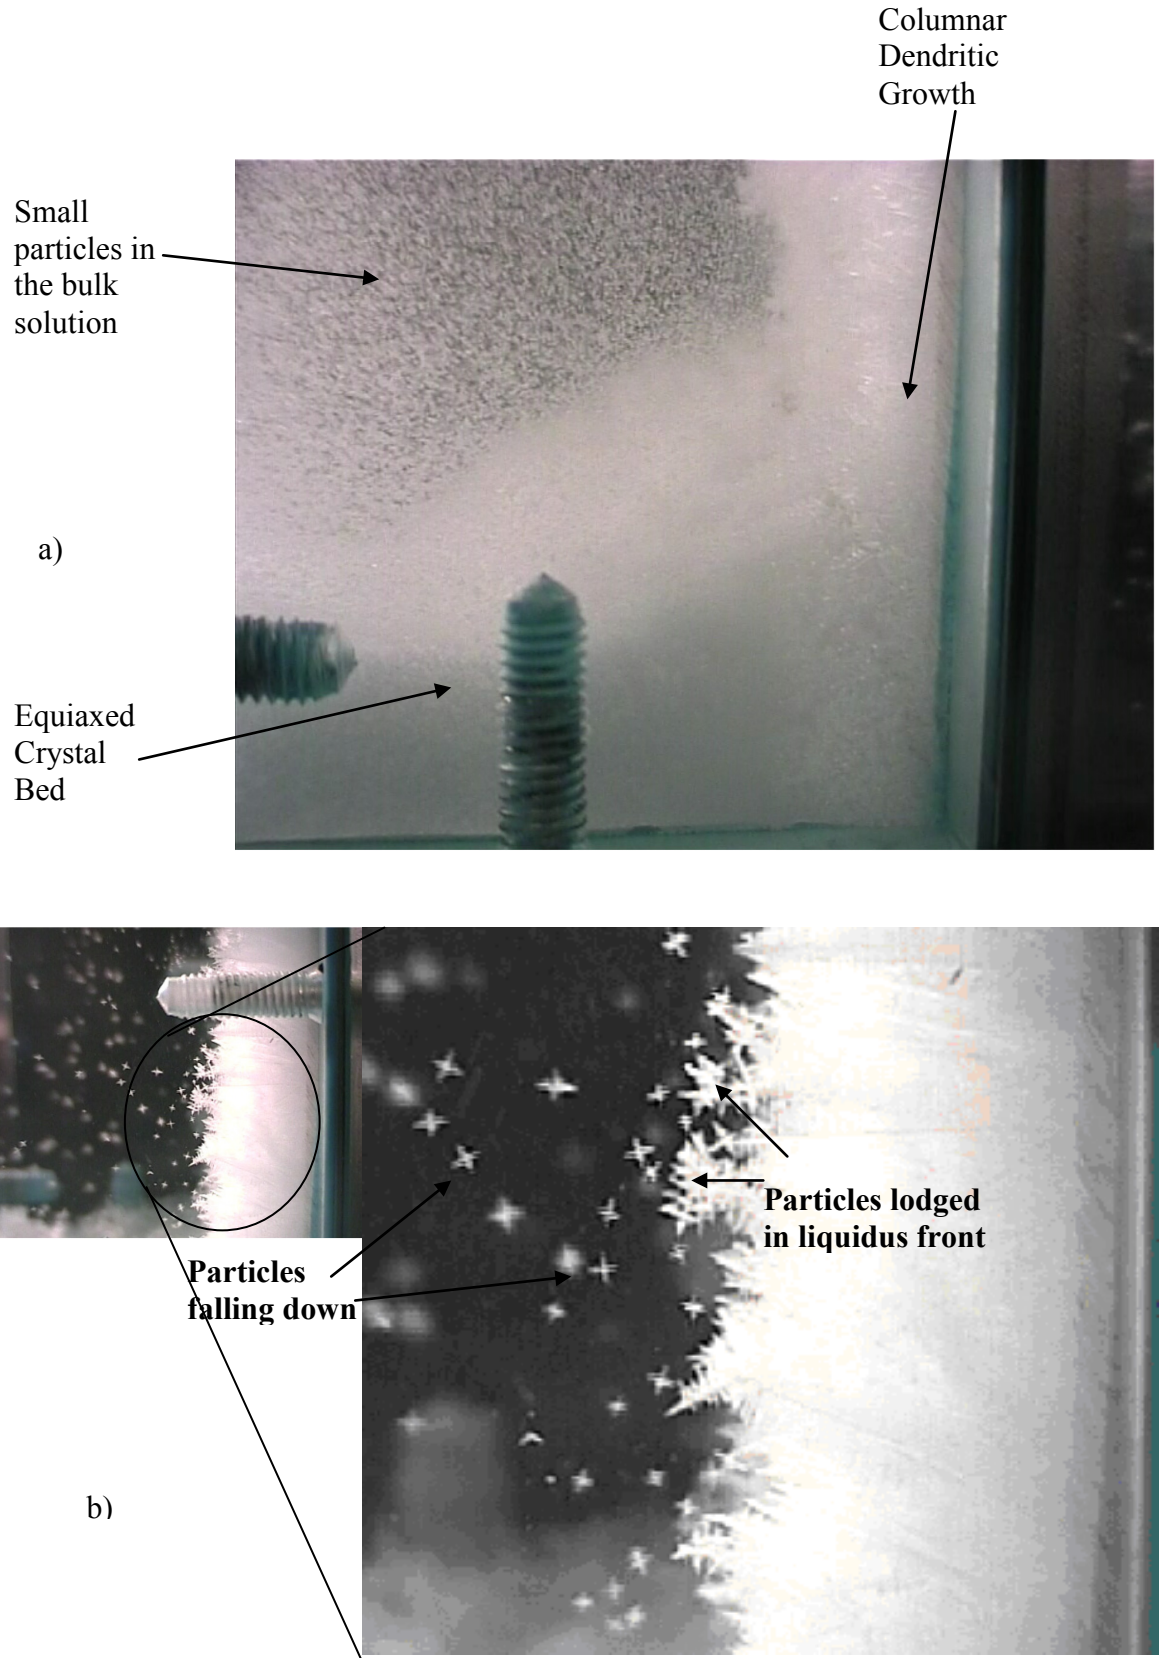 Columnar
Dendritic
Growth
Small
particles in
the bulk
solution
a)
Equiaxed
Crystal
Bed
Particles lodged
in liquidus front
Particles
falling down
b)